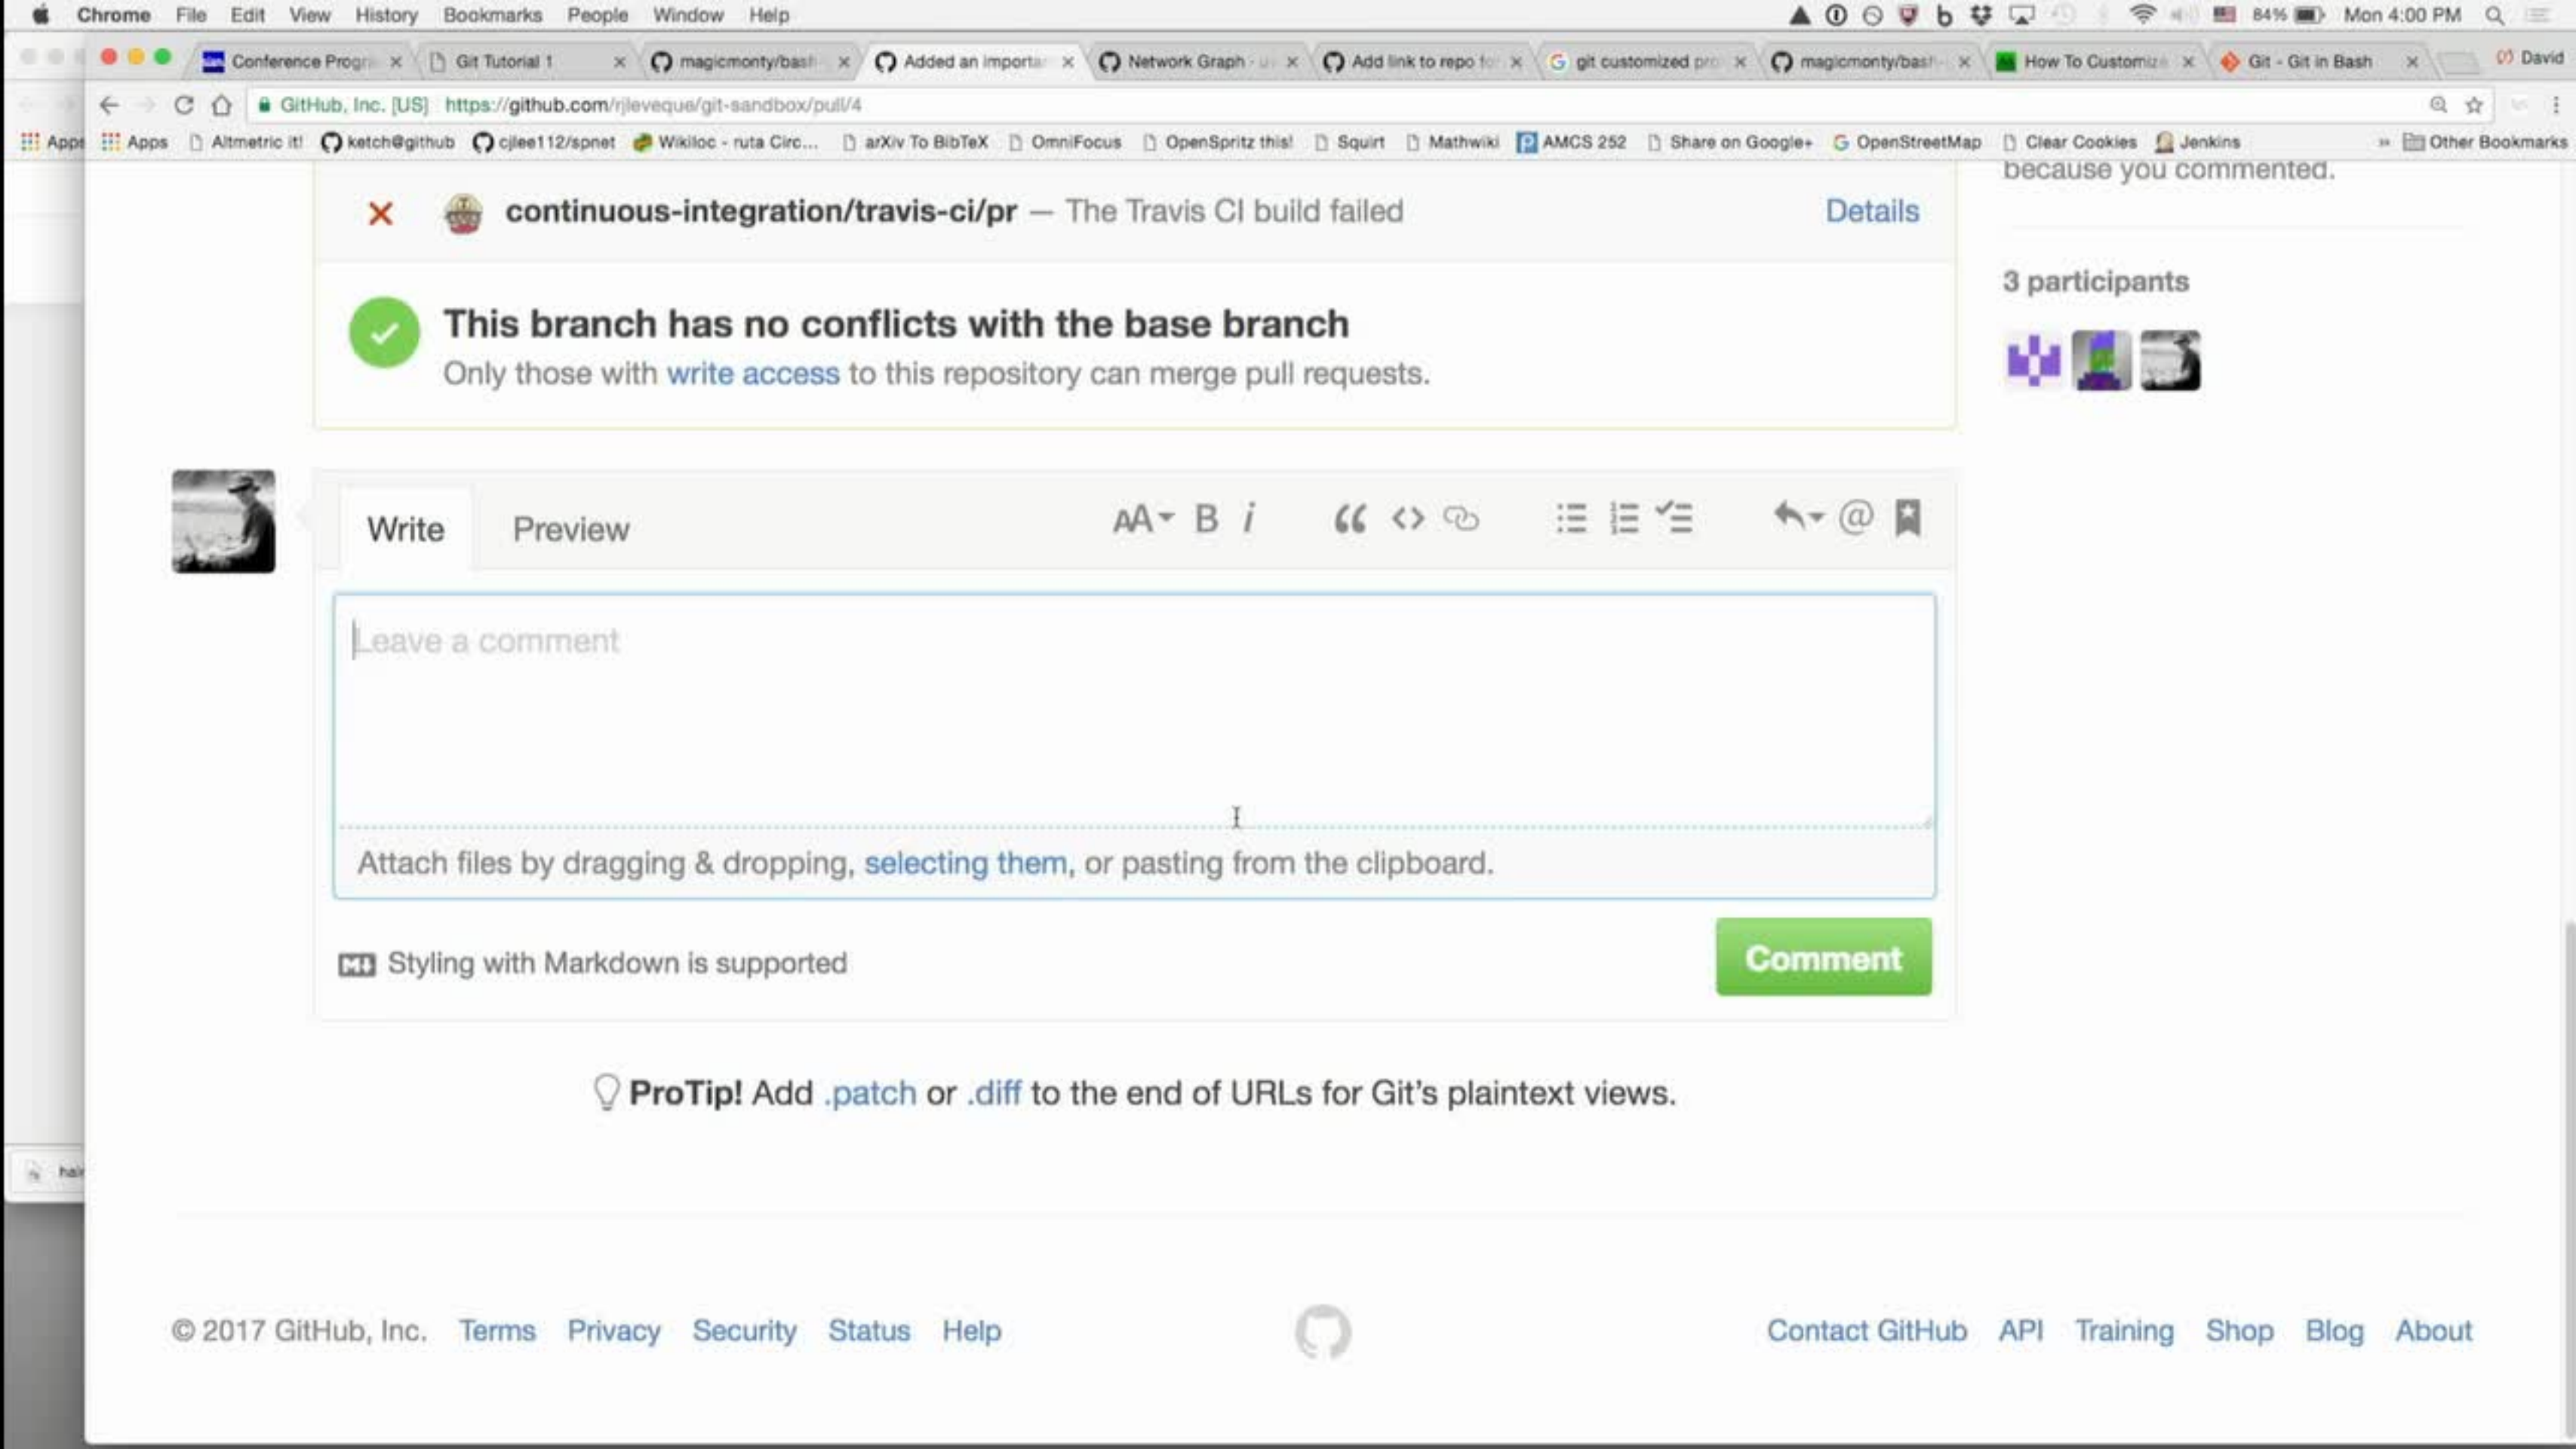 Chrome File Edit View History Bookmarks People Window Help 84% Mon 4:00 PM
Conference Progra Git Tutorial 1 magicmonty/bash Added an importa Network Graph Add link to repo fo git customized pro magicmonty/bash- How To Customiz Git - Git in Bash David
GitHub, Inc. [US] https://github.com/rjleveque/git-sandbox/pull/4
Apps Apps Altmetric it! ketch@github cjlee112/spnet Wikiloc - ruta Circ... arXiv To BibTeX OmniFocus OpenSpritz this! Squirt Mathwiki AMCS 252 Share on Google+ OpenStreetMap Clear Cookies Jenkins » Other Bookmarks
because you commented.
continuous-integration/travis-ci/pr — The Travis CI build failed Details
3 participants
This branch has no conflicts with the base branch
Only those with write access to this repository can merge pull requests.
Write Preview AA B i
Leave a comment
Attach files by dragging & dropping, selecting them, or pasting from the clipboard.
Styling with Markdown is supported
Comment
ProTip! Add .patch or .diff to the end of URLs for Git's plaintext views.
© 2017 GitHub, Inc. Terms Privacy Security Status Help Contact GitHub API Training Shop Blog About